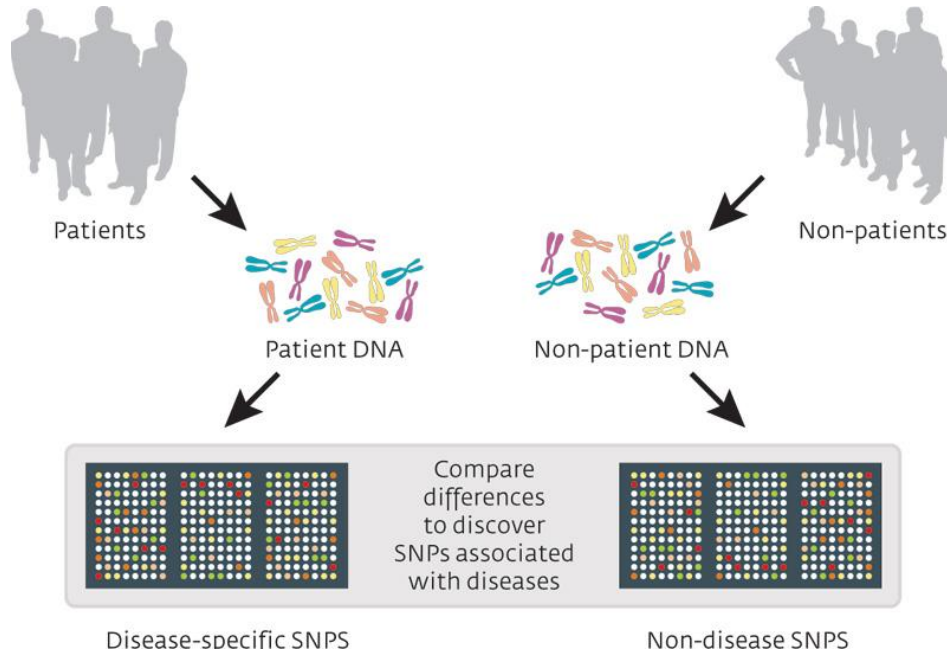 Patients
Non-patients
Patient DNA
Non-patient DNA
Compare
differences
to discover
SNPs associated
with diseases
Disease-specific SNPS
Non-disease SNPS